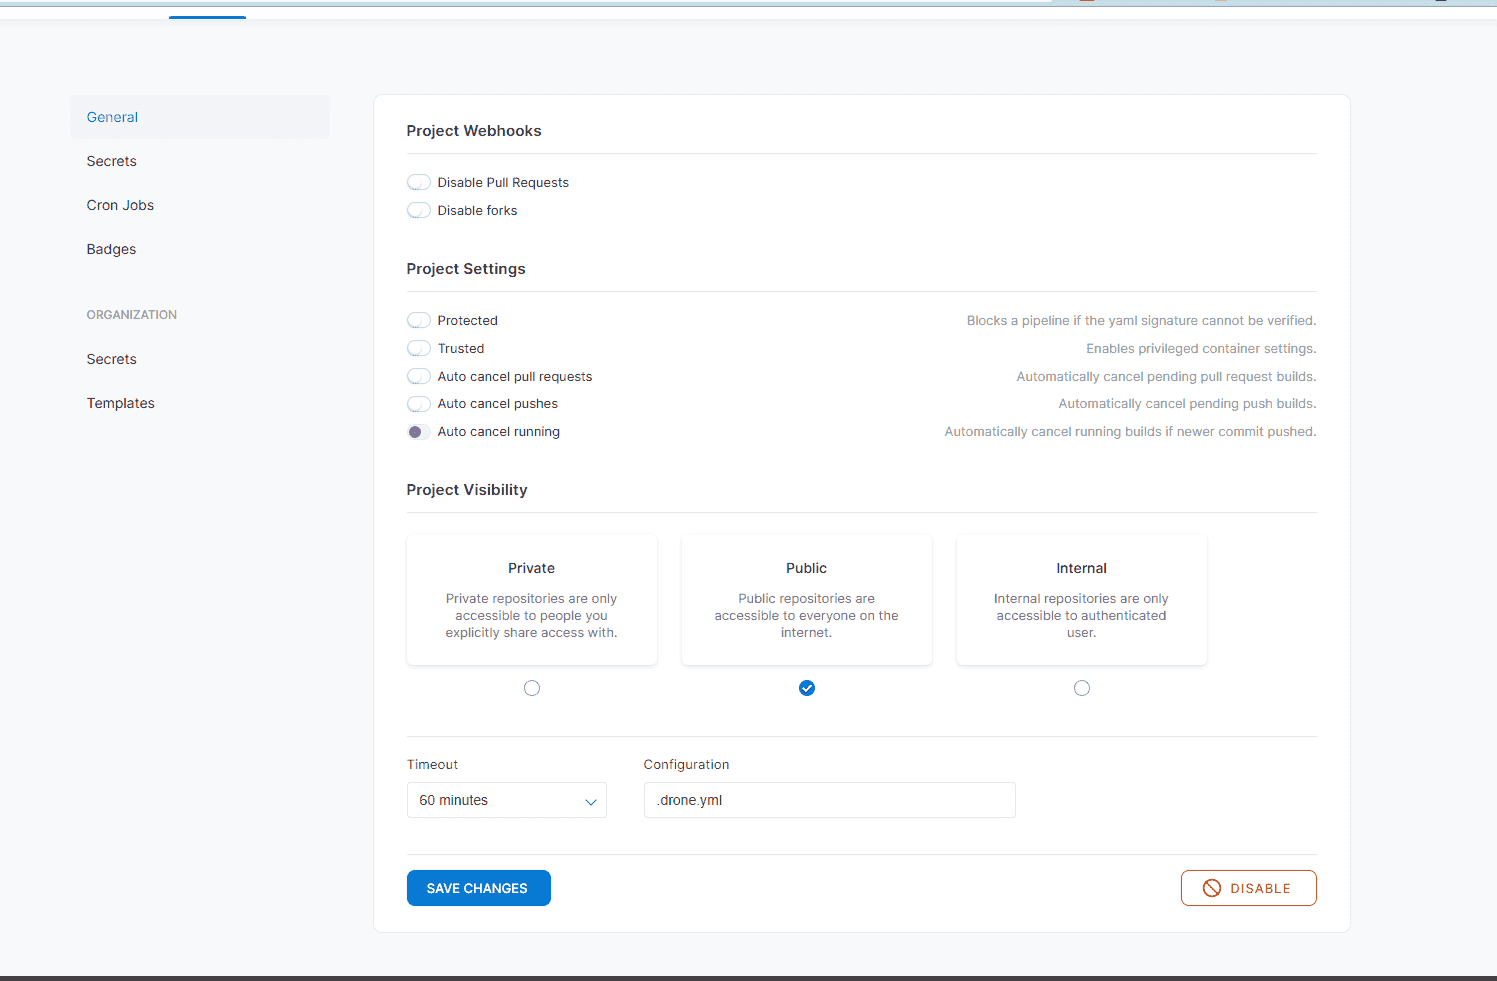 General
Secrets
Cron Jobs
Badges
ORGANIZATION
Secrets
Templates
Project Webhooks
Disable Pull Requests
Disable forks
Project Settings
Protected
Blocks a pipeline if the yaml signature cannot be verified.
Trusted
Enables privileged container settings.
Auto cancel pull requests
Automatically cancel pending pull request builds.
Auto cancel pushes
Automatically cancel pending push builds.
Auto cancel running
Automatically cancel running builds if newer commit pushed.
Project Visibility
Private
Private repositories are only
accessible to people you
explicitly share access with.
Public
Public repositories are
accessible to everyone on the
internet.
Internal
Internal repositories are only
accessible to authenticated
user.
Timeout
60 minutes
Configuration
.drone.yml
SAVE CHANGES
DISABLE